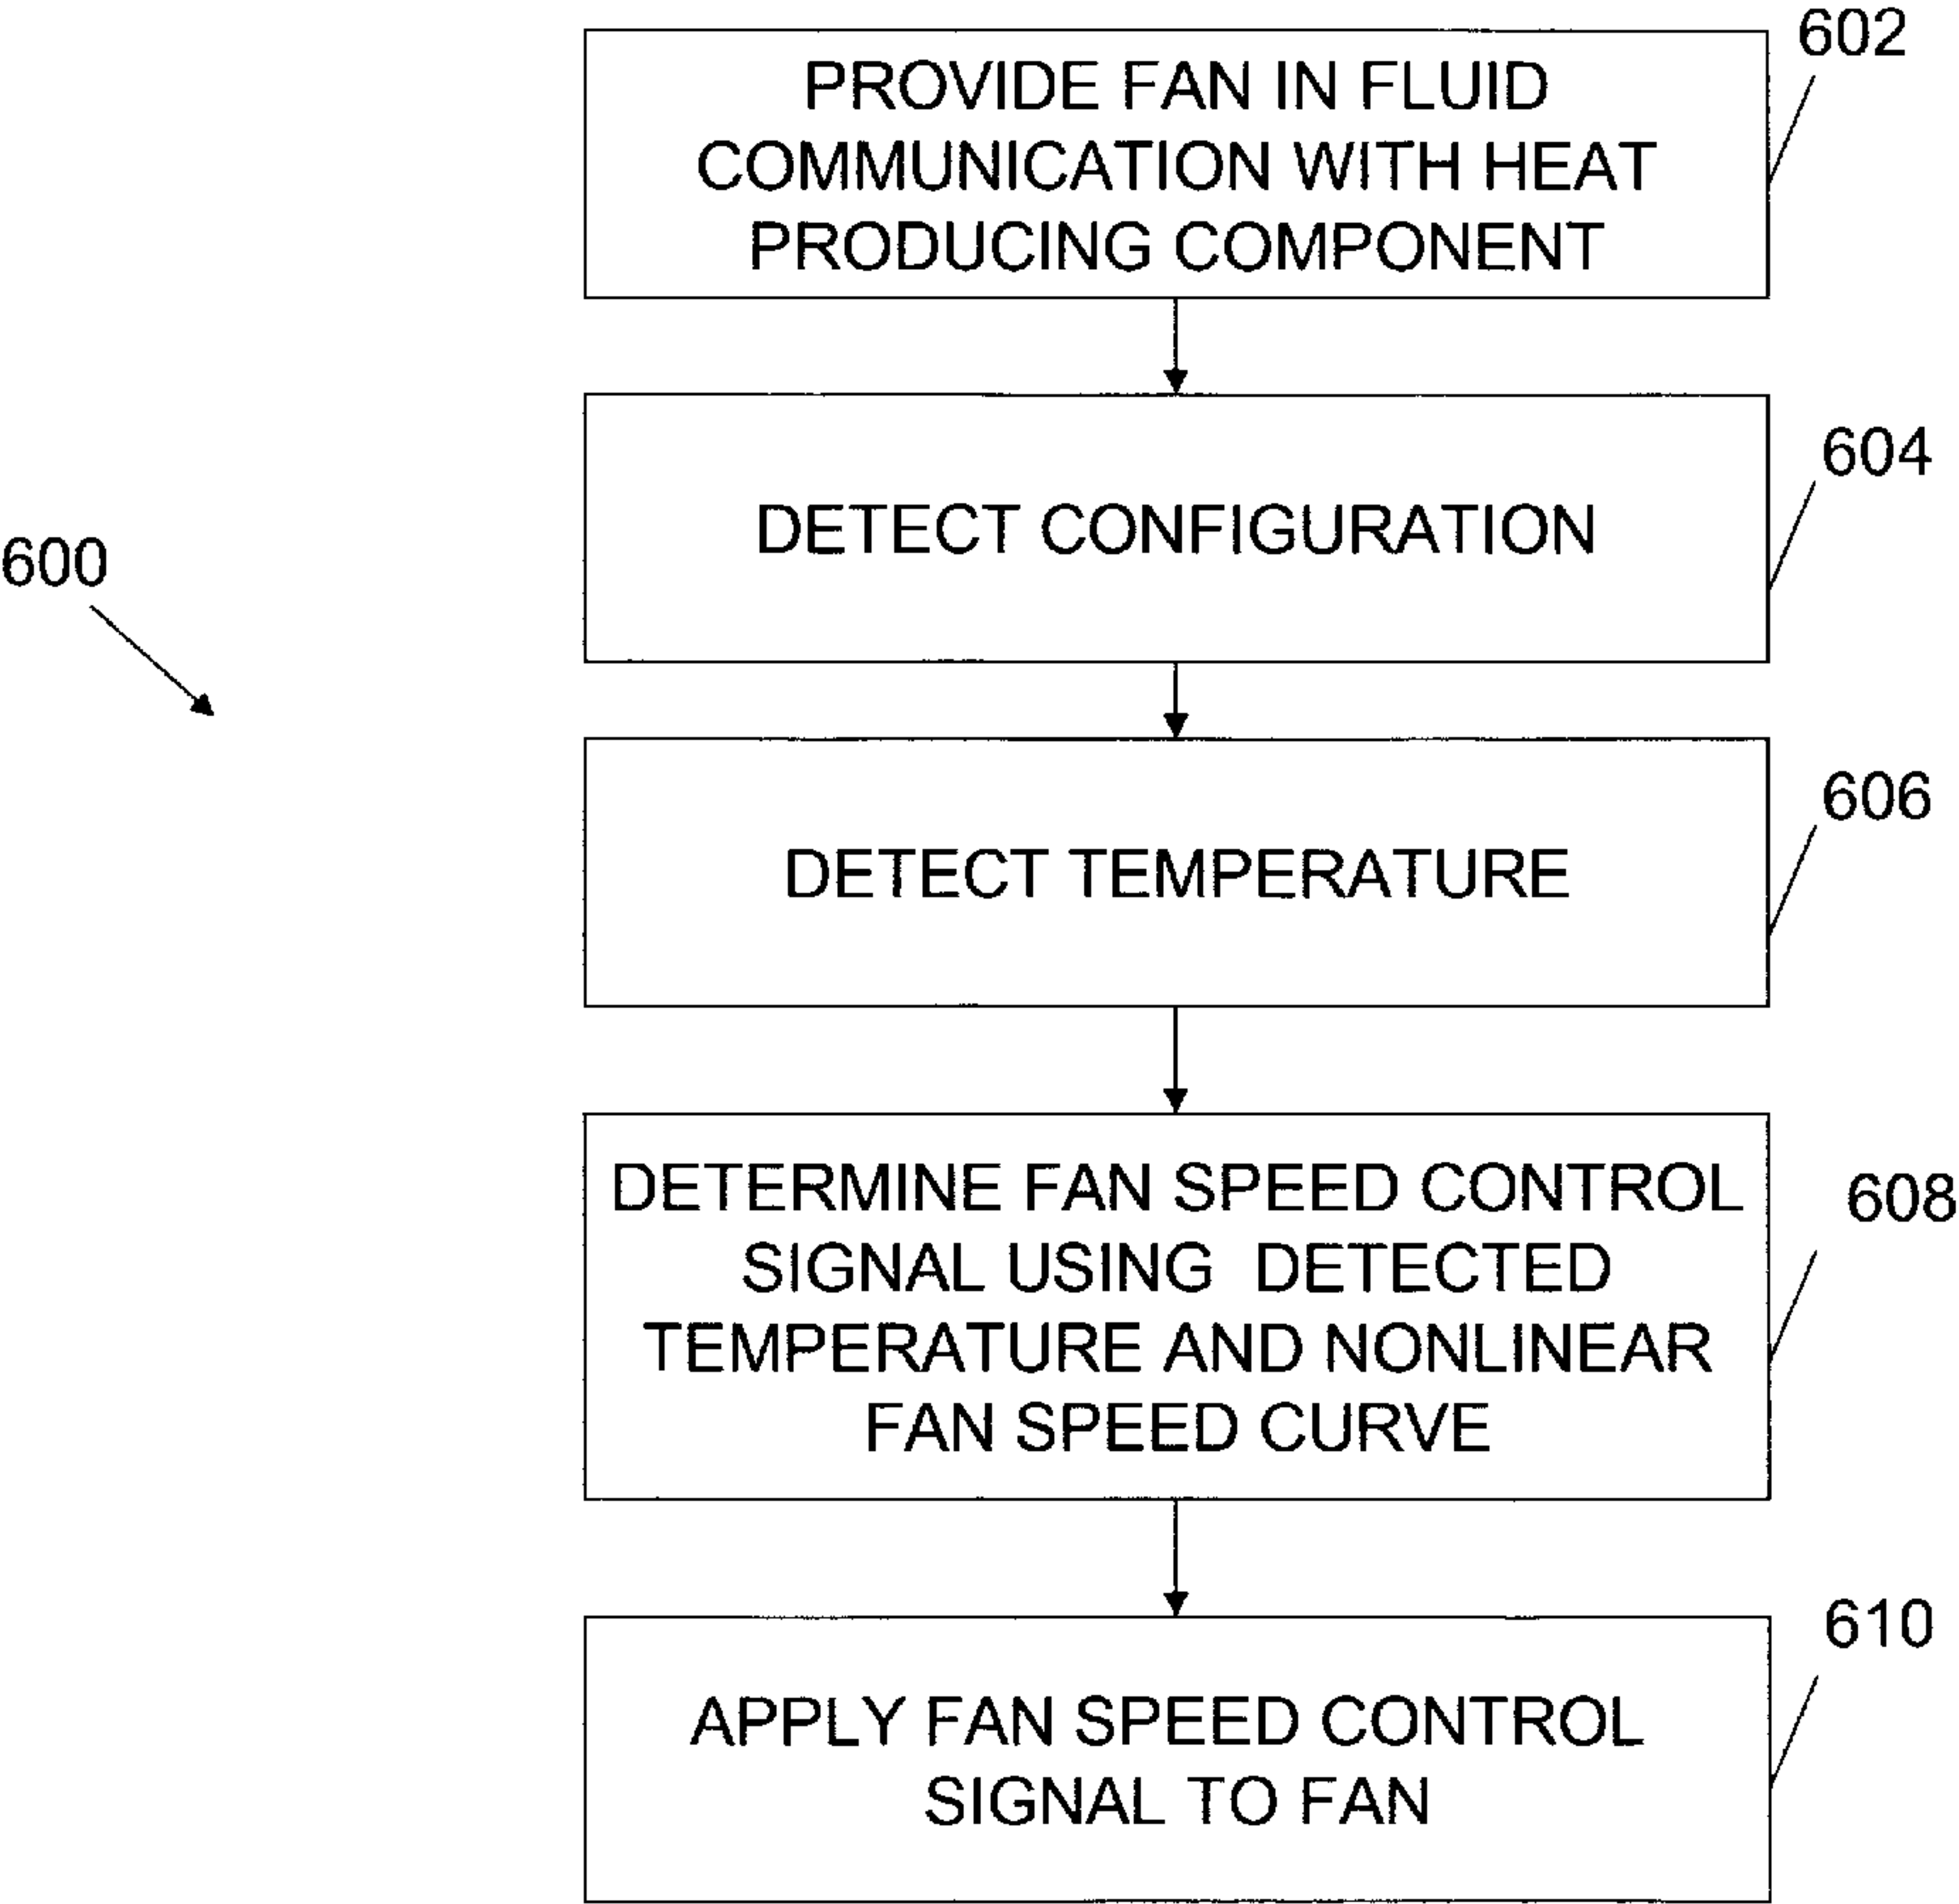 602
PROVIDE FAN IN FLUID
COMMUNICATION WITH HEAT
PRODUCING COMPONENT
604
DETECT CONFIGURATION
600
606
DETECT TEMPERATURE
608
DETERMINE FAN SPEED CONTROL
SIGNAL USING DETECTED
TEMPERATURE AND NONLINEAR
FAN SPEED CURVE
610
APPLY FAN SPEED CONTROL
SIGNAL TO FAN